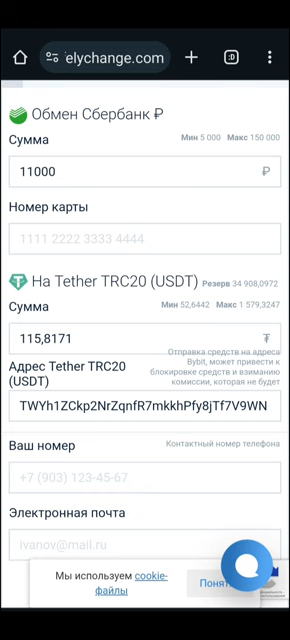 'elychange.com
:D
Обмен Сбербанк ₽
Сумма
Мин 5 000 Макс 150 000
11000 ₽
Номер карты
1111 2222 3333 4444
На Tether TRC20 (USDT)
Резерв 34 908,0972
Сумма
Мин 52,6442 Макс 1 579,3247
115,8171 ₮
Адрес Tether TRC20
(USDT)
Отправка средств на адреса
Bybit, может привести к
блокировке средств и взиманию
комиссии, которая не будет
TWYh1ZCkp2NrZqnfR7mkkhPfy8jTf7V9WN
Ваш номер
Контактный номер телефона
+7 (903) 123-45-67
Электронная почта
ivanov@mail.ru
Мы используем cookie-
файлы
Понят